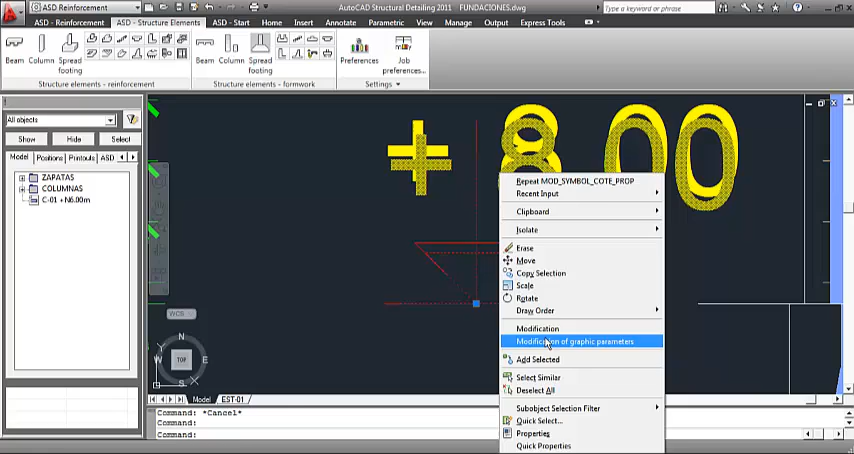 ASD Reinforcement
AutoCAD Structural Detailing 2011 FUNDACIONES.dwg
Type a keyword or phrase
ASD - Reinforcement
ASD - Structure Elements
ASD - Start
Home
Insert
Annotate
Parametric
View
Manage
Output
Express Tools
Beam
Column
Spread footing
Beam
Column
Spread footing
Preferences
Job preferences...
Structure elements - reinforcement
Structure elements - formwork
Settings
All objects
Show
Hide
Select
Model
Positions
Printouts
ASD
ZAPATAS
COLUMNAS
C-01 +N6.00m
+ 8.00
WCS
N
W
TOP
E
S
Y
X
Repeat MOD_SYMBOL_COTE_PROP
Recent Input
Clipboard
Isolate
Erase
Move
Copy Selection
Scale
Rotate
Draw Order
Modification
Modification of graphic parameters
Add Selected
Select Similar
Deselect All
Subobject Selection Filter
Quick Select...
Properties
Quick Properties
Model
EST-01
Command: *Cancel*
Command:
Command: